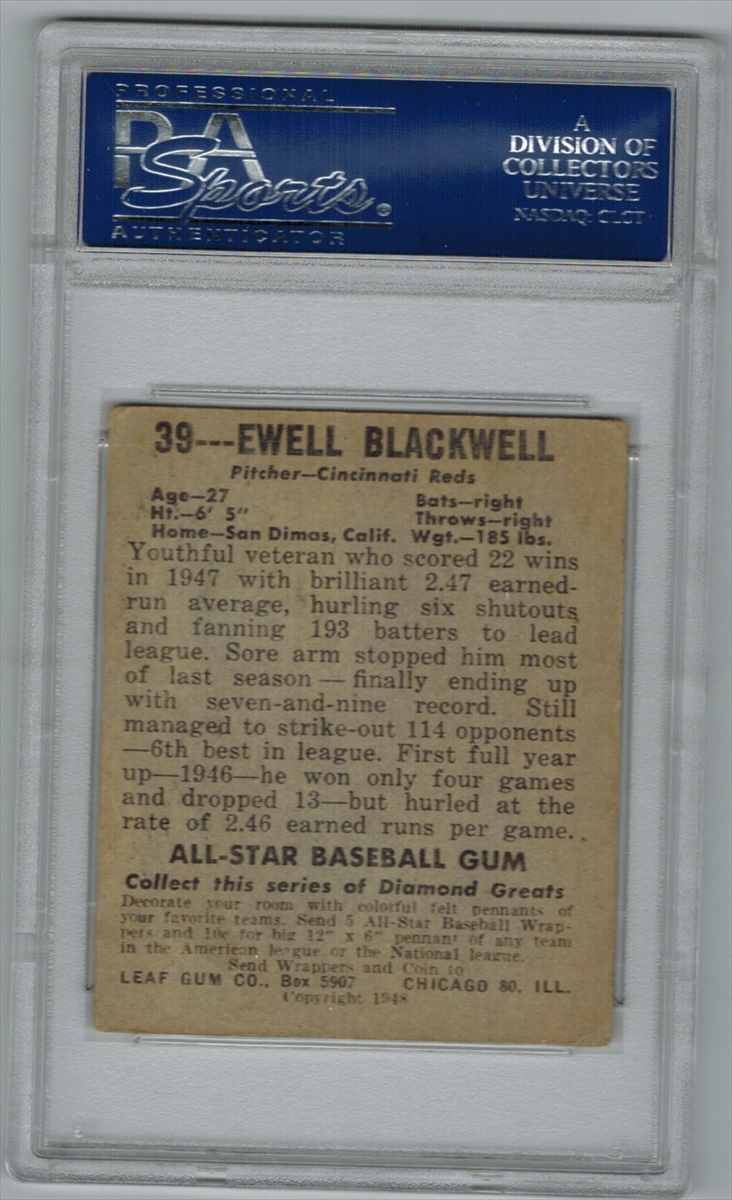 PROFESSIONAL
PSA
Sports
AUTHENTICATOR
A
DIVISION OF
COLLECTORS
UNIVERSE
NASDAQ: CLCT
39---EWELL BLACKWELL
Pitcher—Cincinnati Reds
Age—27 Bats—right
Ht.—6' 5" Throws—right
Home—San Dimas, Calif. Wgt.—185 lbs.
Youthful veteran who scored 22 wins
in 1947 with brilliant 2.47 earned-
run average, hurling six shutouts
and fanning 193 batters to lead
league. Sore arm stopped him most
of last season — finally ending up
with seven-and-nine record. Still
managed to strike-out 114 opponents
—6th best in league. First full year
up—1946—he won only four games
and dropped 13—but hurled at the
rate of 2.46 earned runs per game.
ALL-STAR BASEBALL GUM
Collect this series of Diamond Greats
Decorate your room with colorful felt pennants of
your favorite teams. Send 5 All-Star Baseball Wrap-
pers and 10c for big 12" x 6" pennant of any team
in the American league or the National league.
Send Wrappers and Coin to
LEAF GUM CO., Box 5907 CHICAGO 80, ILL.
Copyright 1948